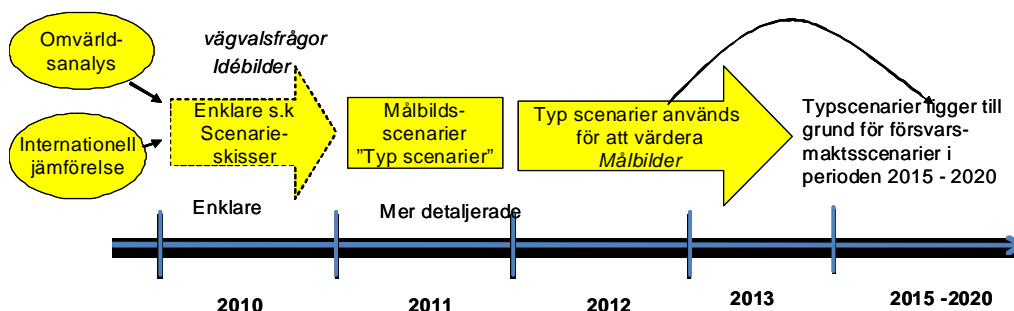 Omvärld-
sanalys
Internationell
jämförelse
vägvalsfrågor
Idébilder
Enklare s.k
Scenarie-
skisser
Enklare
Målbilds-
scenarier
”Typ scenarier”
Mer detaljerade
Typ scenarier används
för att värdera
Målbilder
Typscenarier ligger till
grund för försvars-
maktsscenarier i
perioden 2015 - 2020
2010
2011
2012
2013
2015 -2020